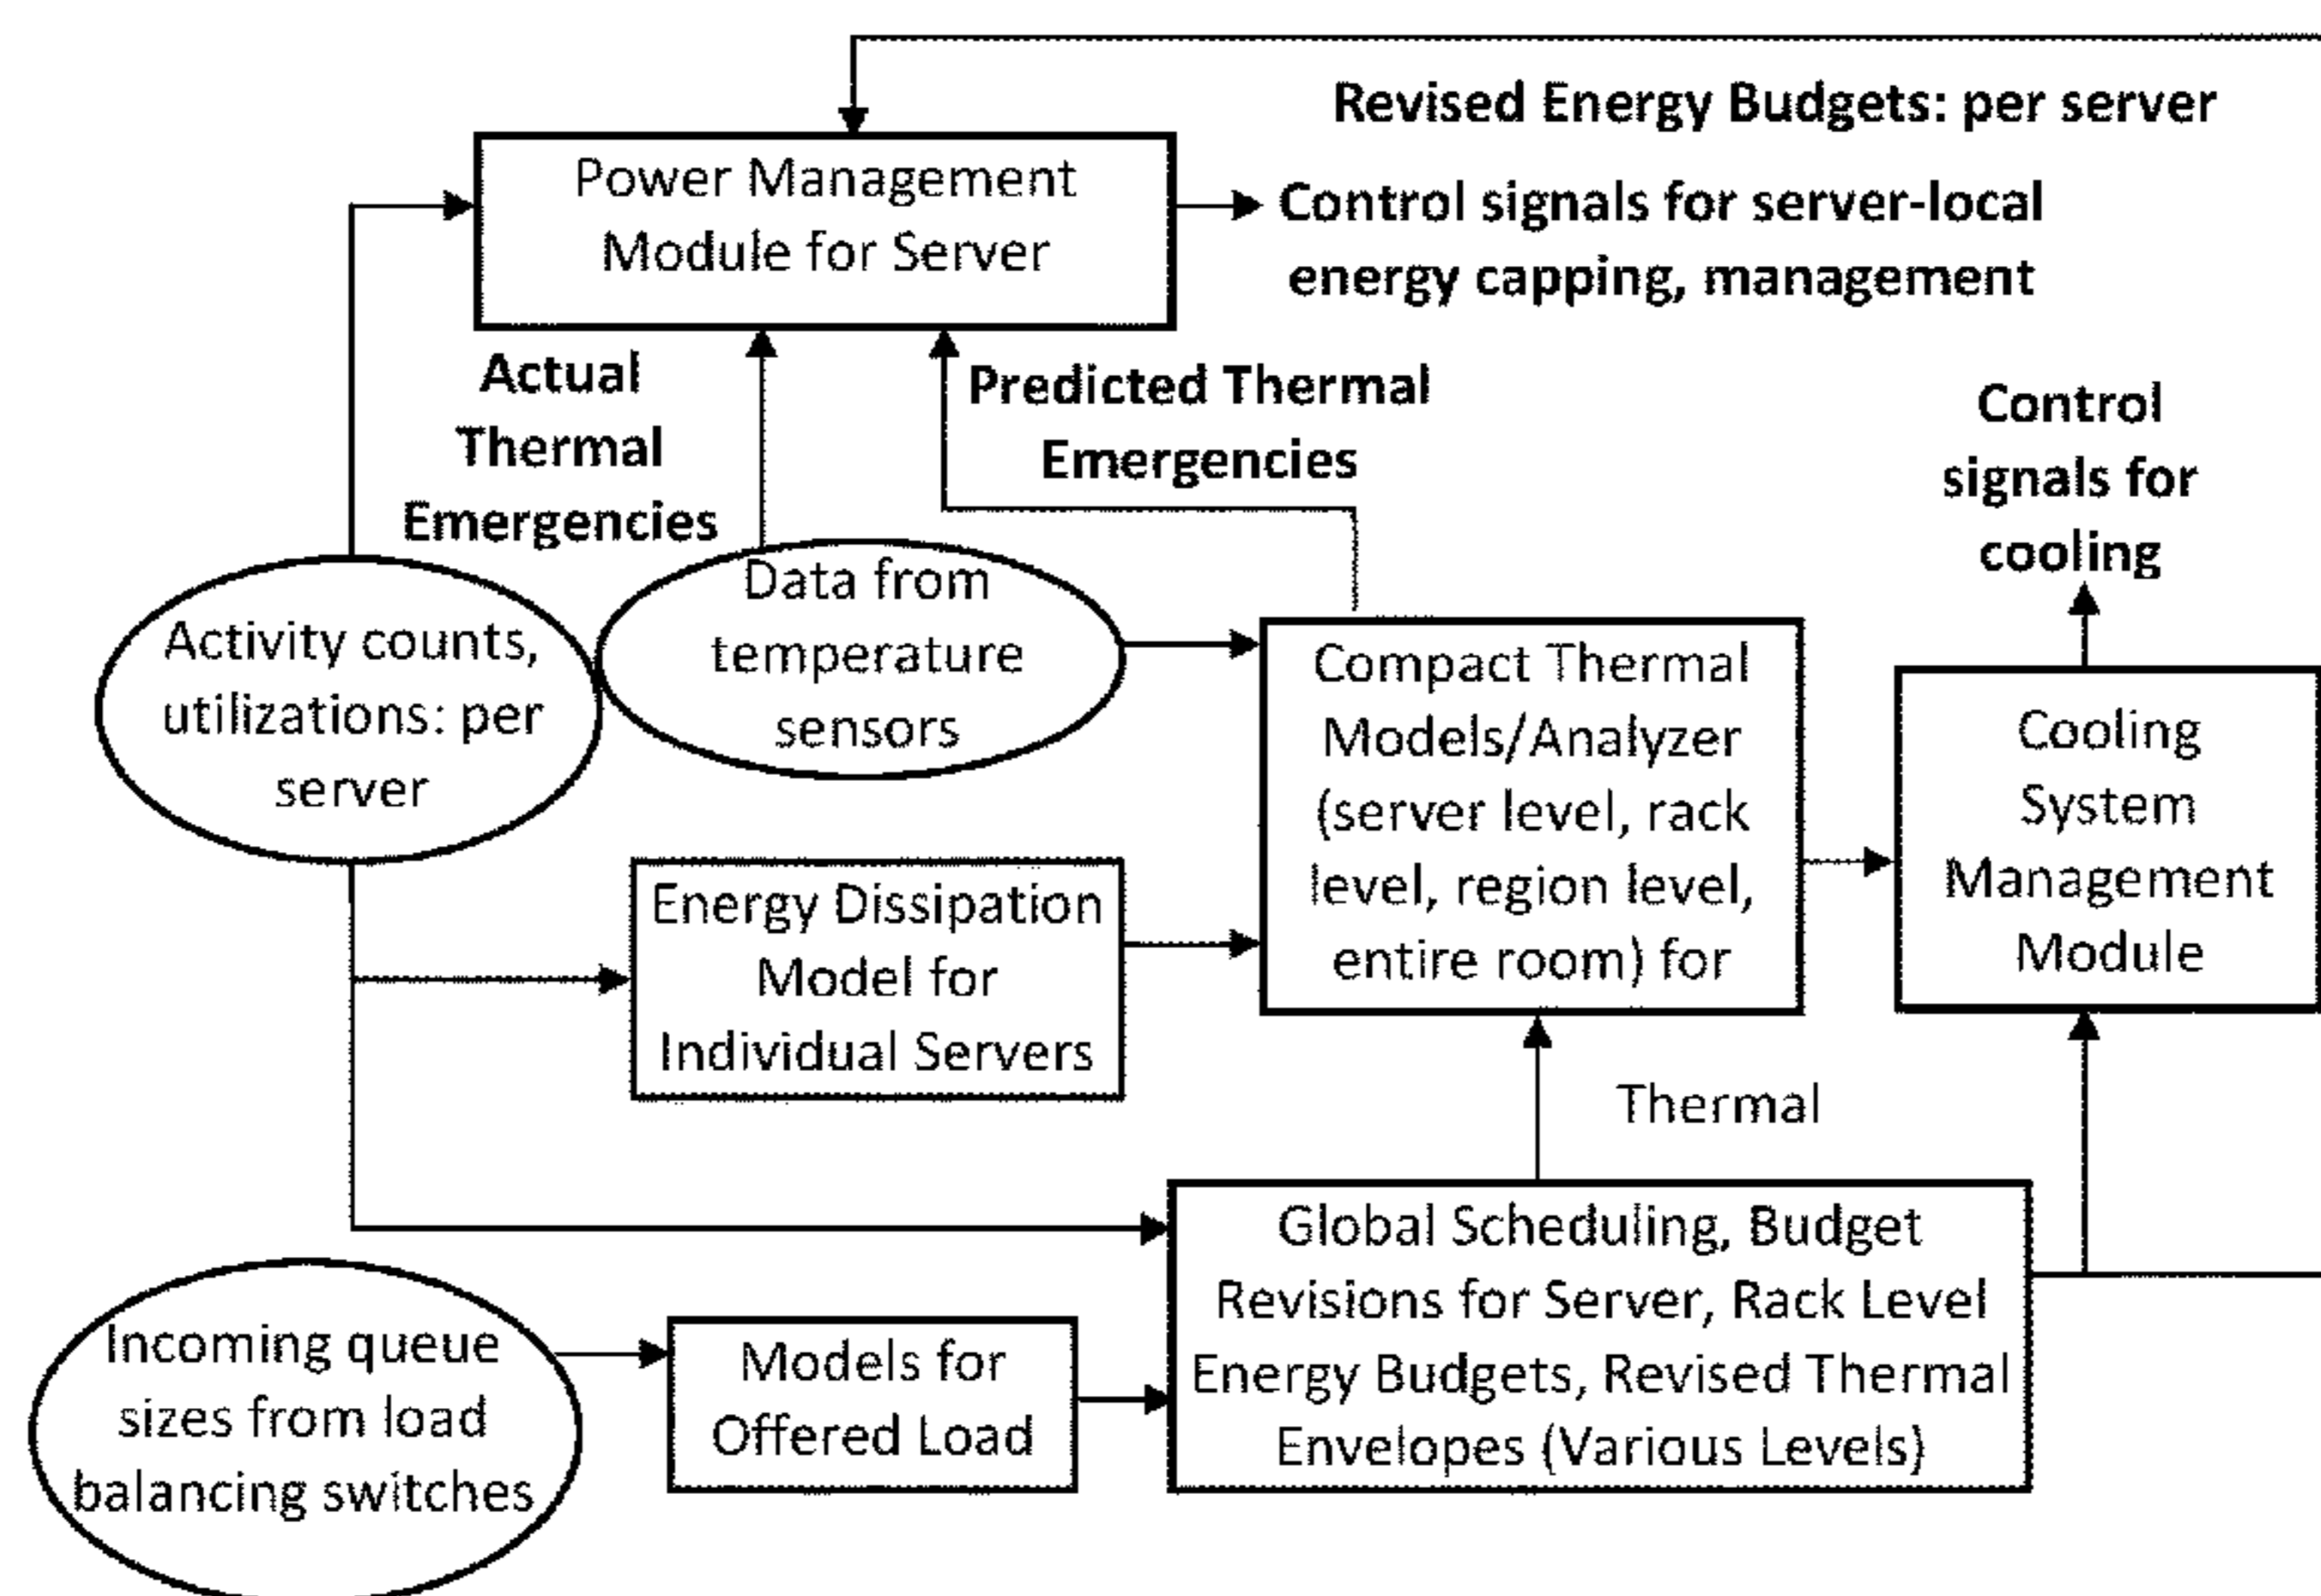 Revised Energy Budgets: per server
Power Management
Module for Server
Control signals for server-local
energy capping, management
Actual
Thermal
Emergencies
Predicted Thermal
Emergencies
Control
signals for
cooling
Activity counts,
utilizations: per
server
Data from
temperature
sensors
Compact Thermal
Models/Analyzer
(server level, rack
level, region level,
entire room) for
Cooling
System
Management
Module
Energy Dissipation
Model for
Individual Servers
Thermal
Global Scheduling, Budget
Revisions for Server, Rack Level
Energy Budgets, Revised Thermal
Envelopes (Various Levels)
Incoming queue
sizes from load
balancing switches
Models for
Offered Load